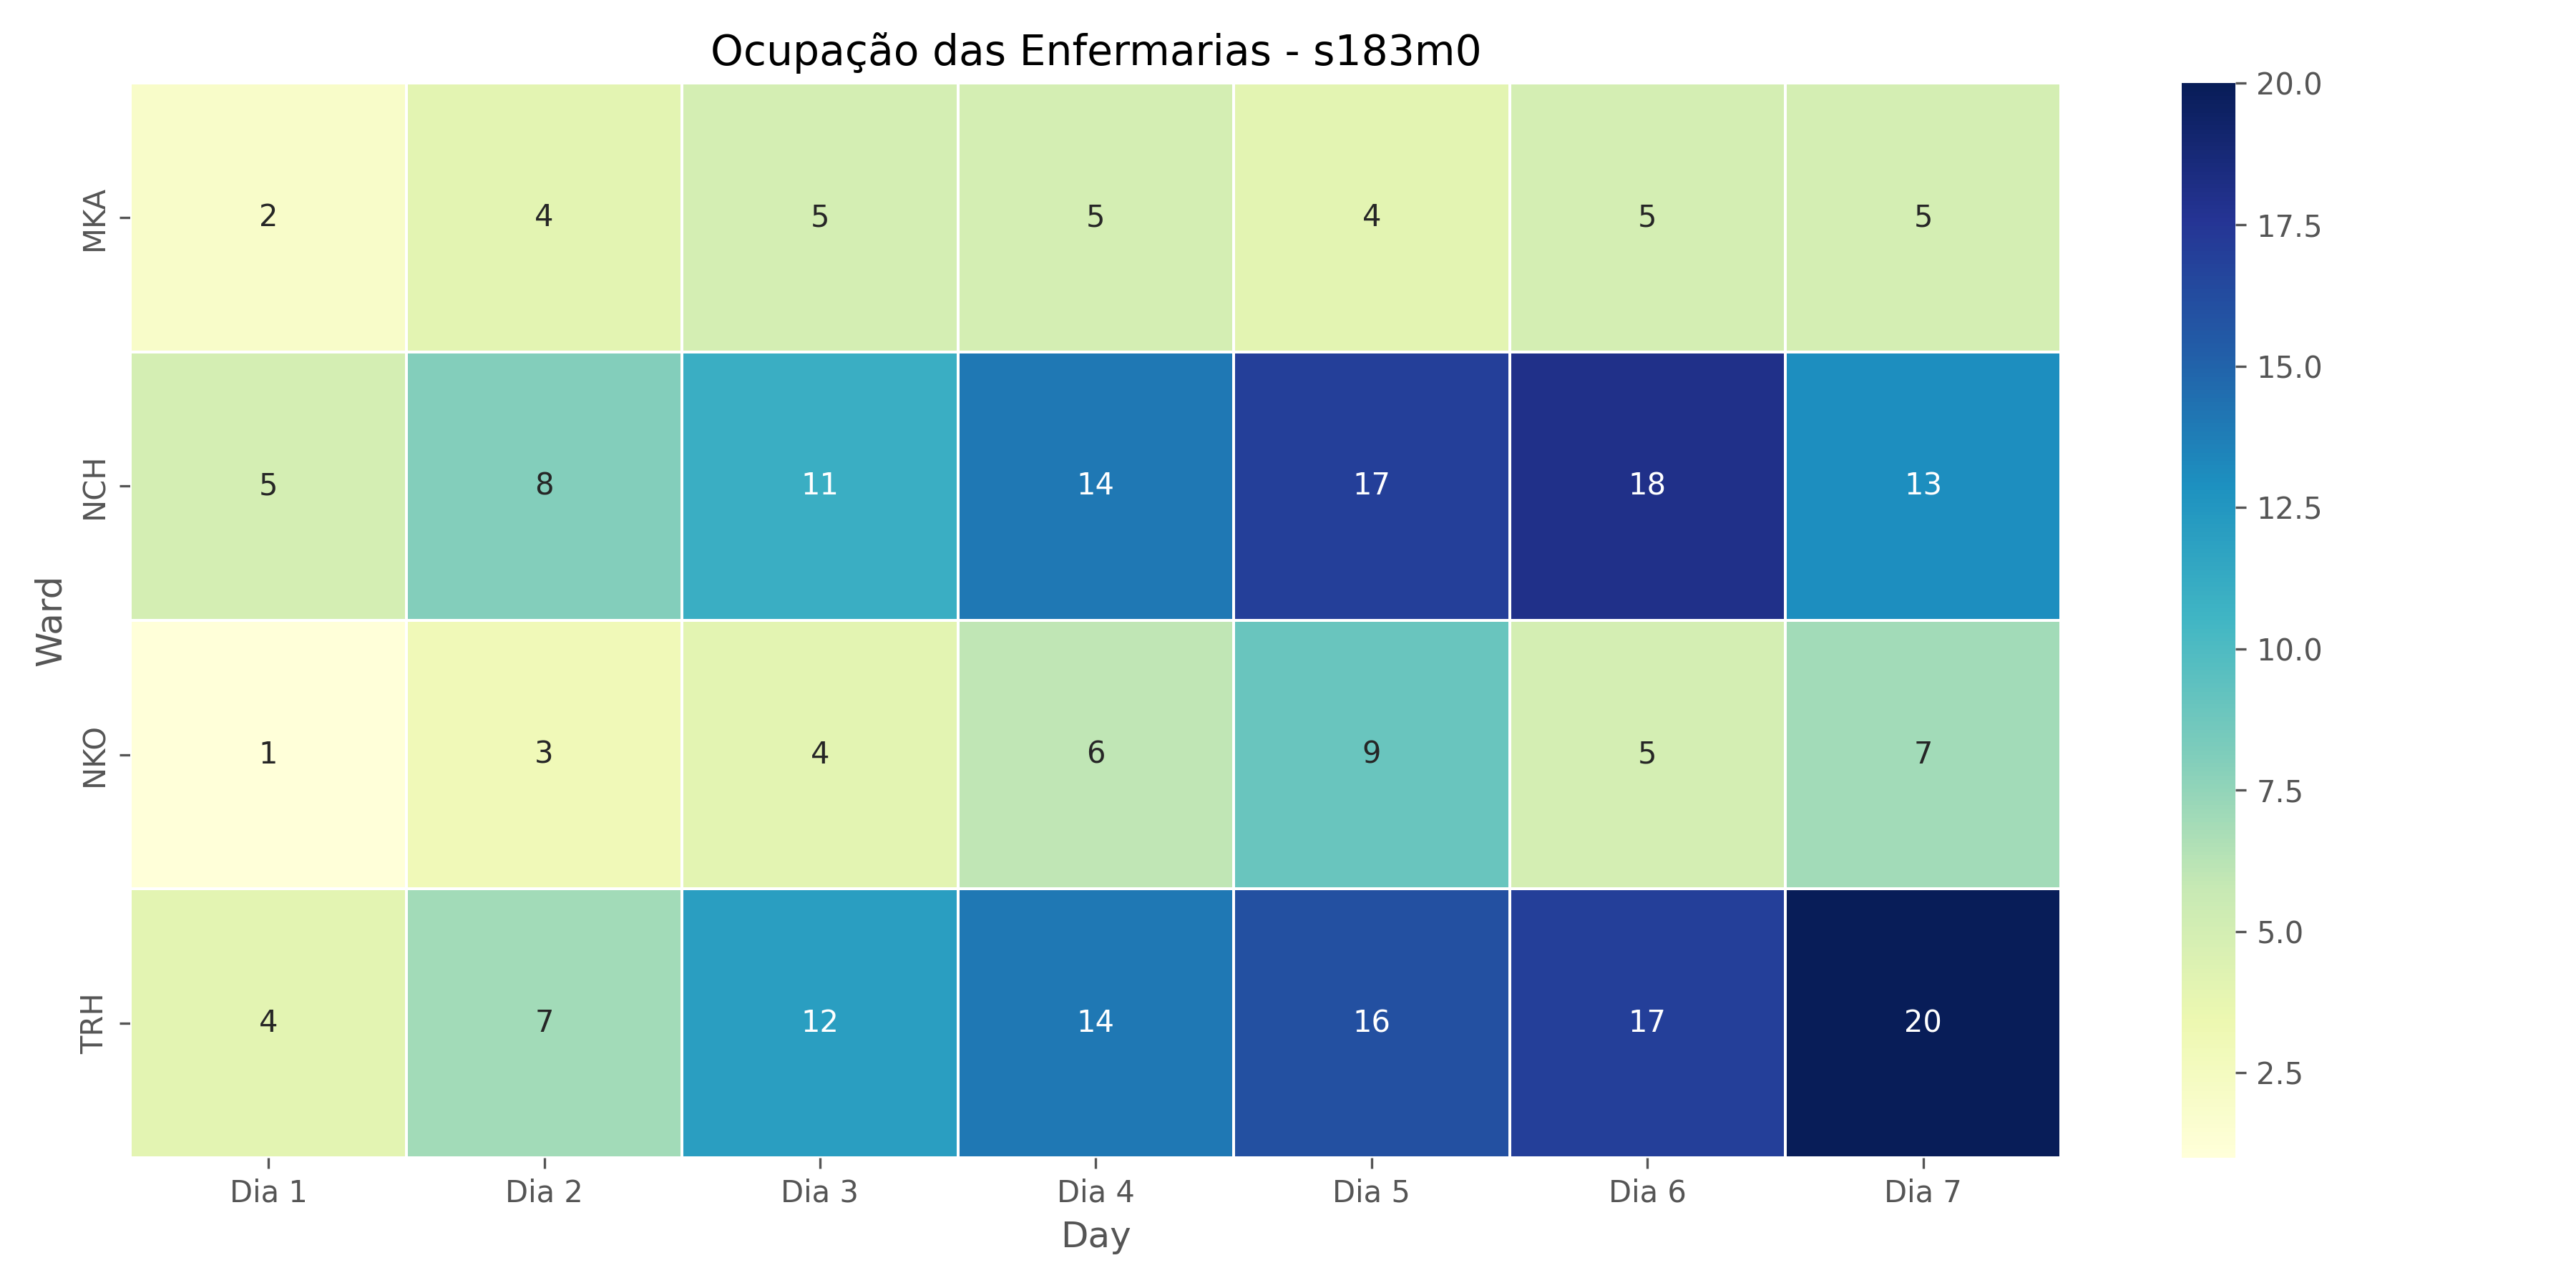 Ocupação das Enfermarias - s183m0
Ward
MKA
2 4 5 5 4 5 5
NCH
5 8 11 14 17 18 13
NKO
1 3 4 6 9 5 7
TRH
4 7 12 14 16 17 20
Dia 1 Dia 2 Dia 3 Dia 4 Dia 5 Dia 6 Dia 7
Day
20.0
17.5
15.0
12.5
10.0
7.5
5.0
2.5